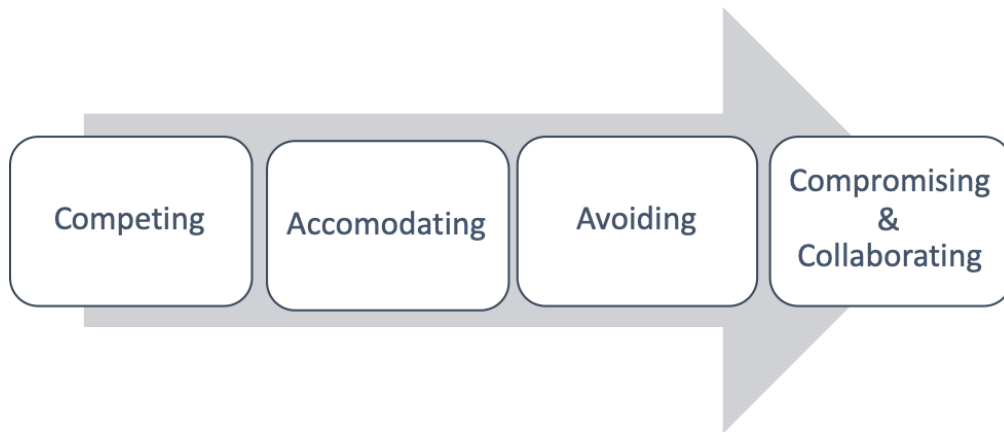 Competing
Accomodating
Avoiding
Compromising
&
Collaborating